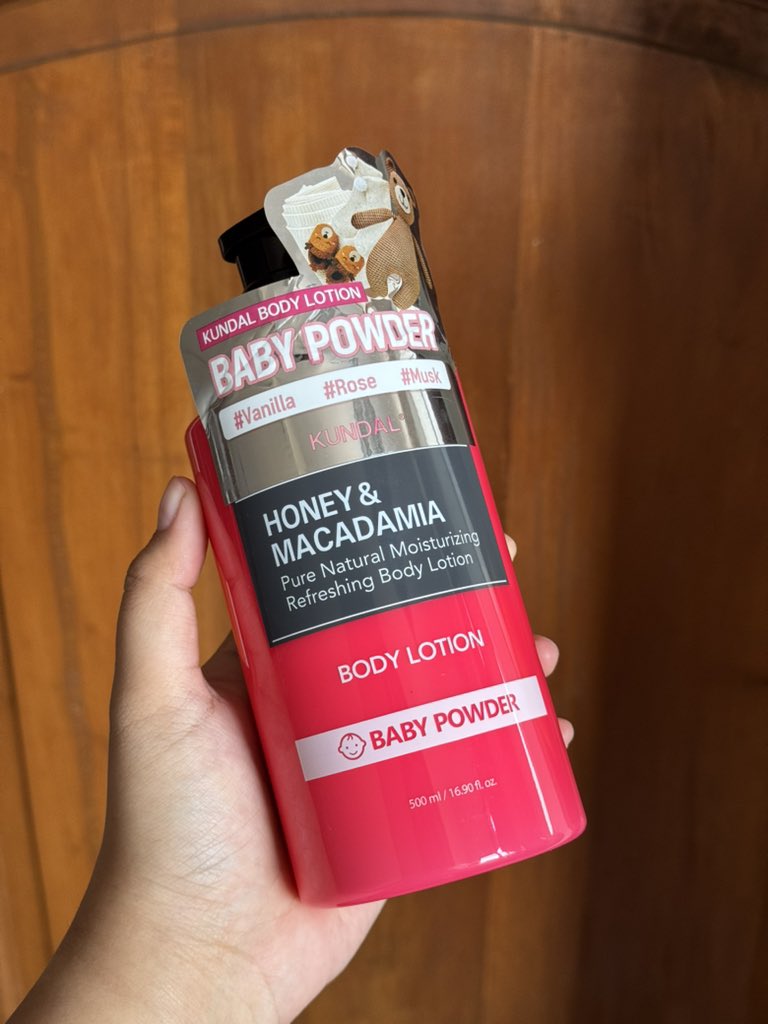 KUNDAL BODY LOTION
BABY POWDER
#Vanilla #Rose #Musk
KUNDAL®
HONEY &
MACADAMIA
Pure Natural Moisturizing
Refreshing Body Lotion
BODY LOTION
BABY POWDER
500 ml / 16.90 fl. oz.